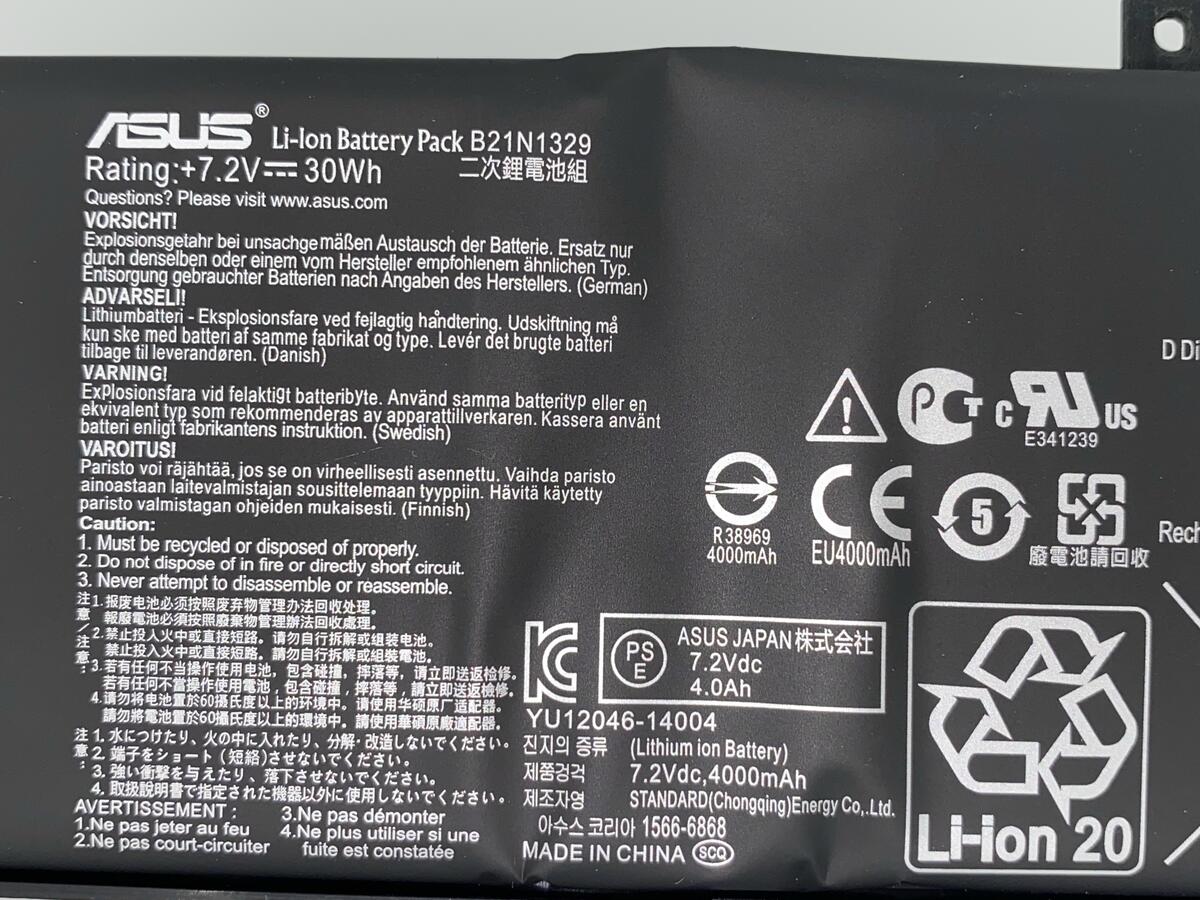 ASUS® Li-Ion Battery Pack B21N1329
Rating:+7.2V⎓ 30Wh 二次鋰電池組
Questions? Please visit www.asus.com
VORSICHT!
Explosionsgetahr bei unsachgemäßen Austausch der Batterie. Ersatz nur
durch denselben oder einem vom Hersteller empfohlenem ähnlichen Typ.
Entsorgung gebrauchter Batterien nach Angaben des Herstellers. (German)
ADVARSELI!
Lithiumbatteri - Eksplosionsfare ved fejlagtig håndtering. Udskiftning må
kun ske med batteri af samme fabrikat og type. Levér det brugte batteri
tilbage til leverandøren. (Danish)
VARNING!
Explosionsfara vid felaktigt batteribyte. Använd samma batterityp eller en
ekvivalent typ som rekommenderas av apparattillverkaren. Kassera använt
batteri enligt fabrikantens instruktion. (Swedish)
VAROITUS!
Paristo voi räjähtää, jos se on virheellisesti asennettu. Vaihda paristo
ainoastaan laitevalmistajan sousittelemaan tyyppiin. Hävitä käytetty
paristo valmistagan ohjeiden mukaisesti. (Finnish)
Caution:
1. Must be recycled or disposed of properly.
2. Do not dispose of in fire or directly short circuit.
3. Never attempt to disassemble or reassemble.
注意/注意:
1.报废电池必须按照废弃物管理办法回收处理。
報廢電池必須按照廢棄物管理辦法回收處理。
2.禁止投入火中或直接短路。请勿自行拆解或组装电池。
禁止投入火中或直接短路。請勿自行拆解或組裝電池。
3.若有任何不当操作使用电池，包含碰撞，摔落等，请立即送返检修。
若有任何不當操作使用電池，包含碰撞，摔落等，請立即送返檢修。
4.请勿将电池置於60摄氏度以上的环境中。请使用华硕原厂适配器。
請勿將電池置於60攝氏度以上的環境中。請使用華碩原廠適配器。
注意:
1. 水につけたり、火の中に入れたり、分解・改造しないでください。
2. 端子をショート（短絡)させないでください。
3. 強い衝撃を与えたり、落下させないでください。
4. 取扱説明書で指定された機器以外に使用しないでください。
AVERTISSEMENT :
1.Ne pas jeter au feu
2.Ne pas court-circuiter
3.Ne pas démonter
4.Ne plus utiliser si une
fuite est constatée
D Di
PCT c RU US
E341239
R38969
4000mAh
CE
EU4000mAh
5
廢電池請回收
Rech
KC
PSE
ASUS JAPAN株式会社
7.2Vdc
4.0Ah
YU12046-14004
진지의 종류 (Lithium ion Battery)
제품겅걱 7.2Vdc,4000mAh
제조자영 STANDARD(Chongqing)Energy Co,.Ltd.
아수스 코리아 1566-6868
MADE IN CHINA SCQ
Li-ion 20